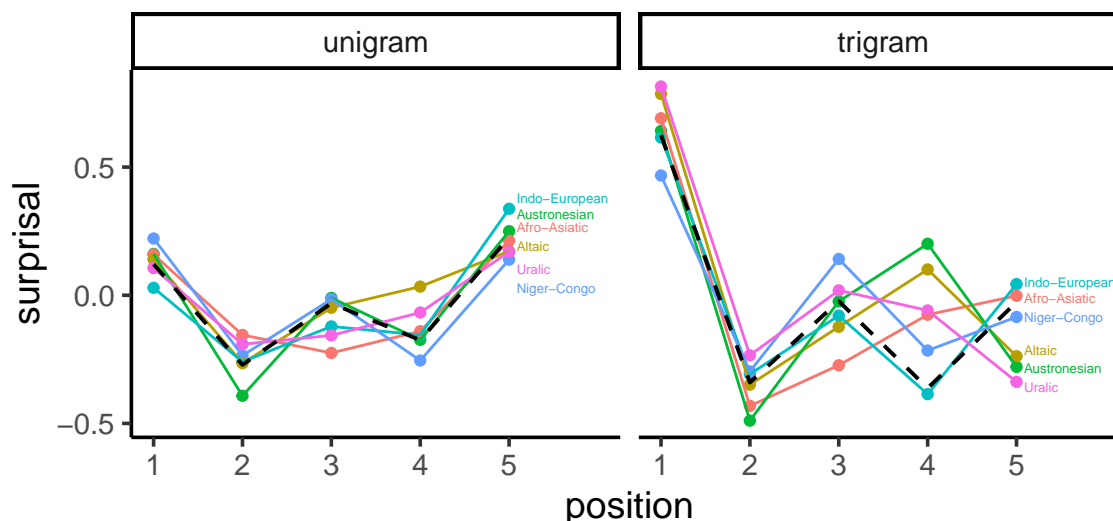 unigram
trigram
surprisal
0.5
0.0
−0.5
Indo−European
Austronesian
Afro−Asiatic
Altaic
Uralic
Niger−Congo
Indo−European
Afro−Asiatic
Niger−Congo
Altaic
Austronesian
Uralic
1 2 3 4 5
1 2 3 4 5
position